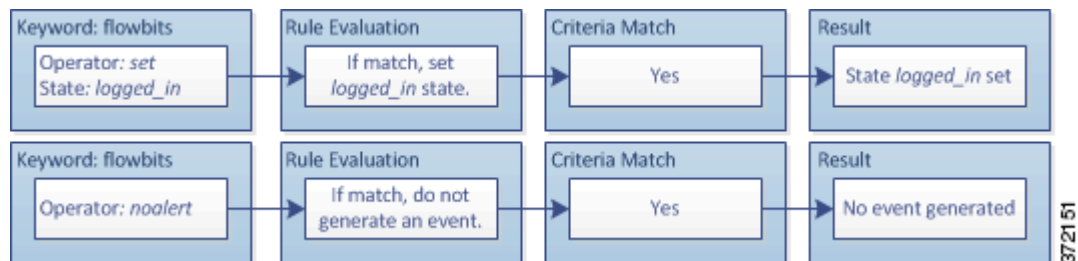 Keyword: flowbits
Operator: set
State: logged_in
Rule Evaluation
If match, set
logged_in state.
Criteria Match
Yes
Result
State logged_in set
Keyword: flowbits
Operator: noalert
Rule Evaluation
If match, do not
generate an event.
Criteria Match
Yes
Result
No event generated
372151